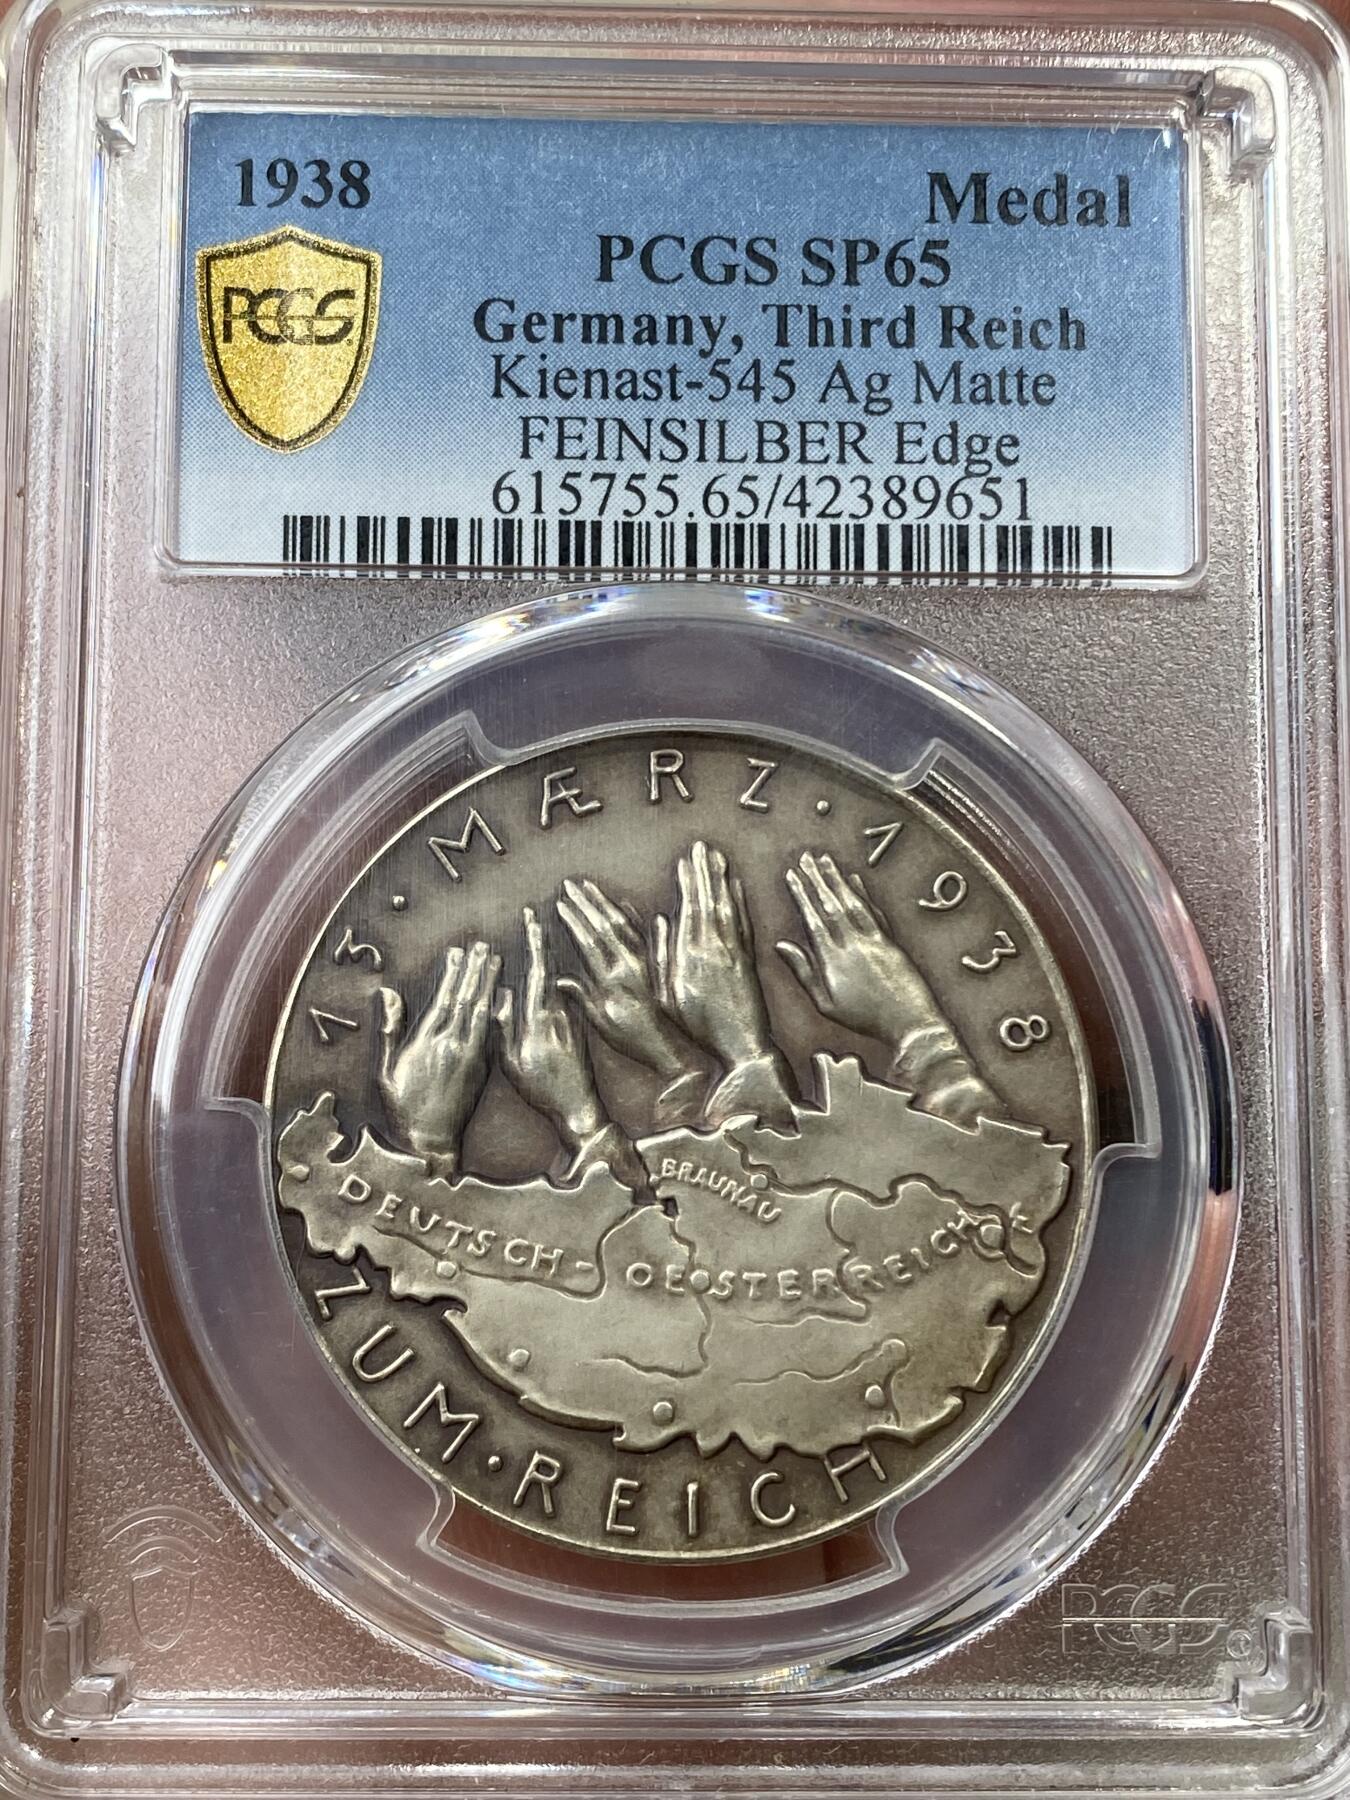 1938
Medal
PCGS
PCGS SP65
Germany, Third Reich
Kienast-545 Ag Matte
FEINSILBER Edge
615755.65/42389651
13 · MÆRZ · 1938
BRAUNAU
DEUTSCH-OESTERREICH
ZUM · REICH
PCGS